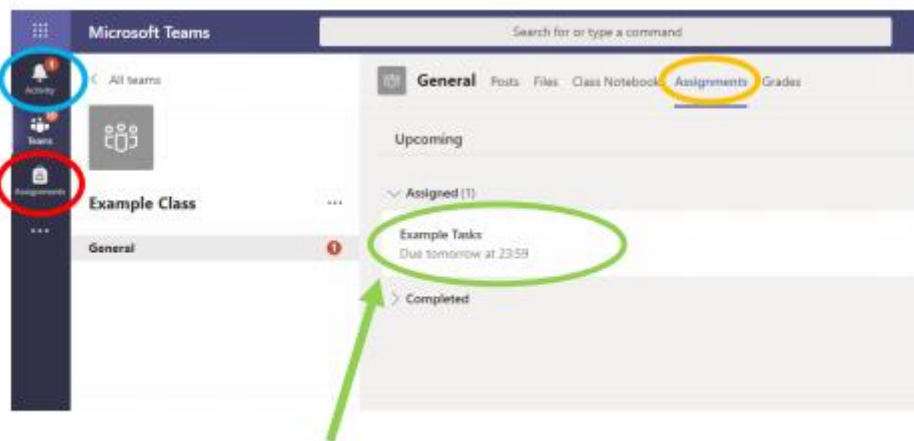 Microsoft Teams
Search for or type a command
Activity
Teams
Assignments
All teams
Example Class
General
General Posts Files Class Notebook Assignments Grades
Upcoming
Assigned (1)
Example Tasks
Due tomorrow at 23:59
Completed